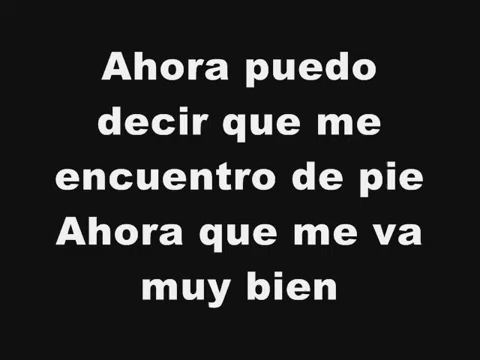 Ahora puedo
decir que me
encuentro de pie
Ahora que me va
muy bien